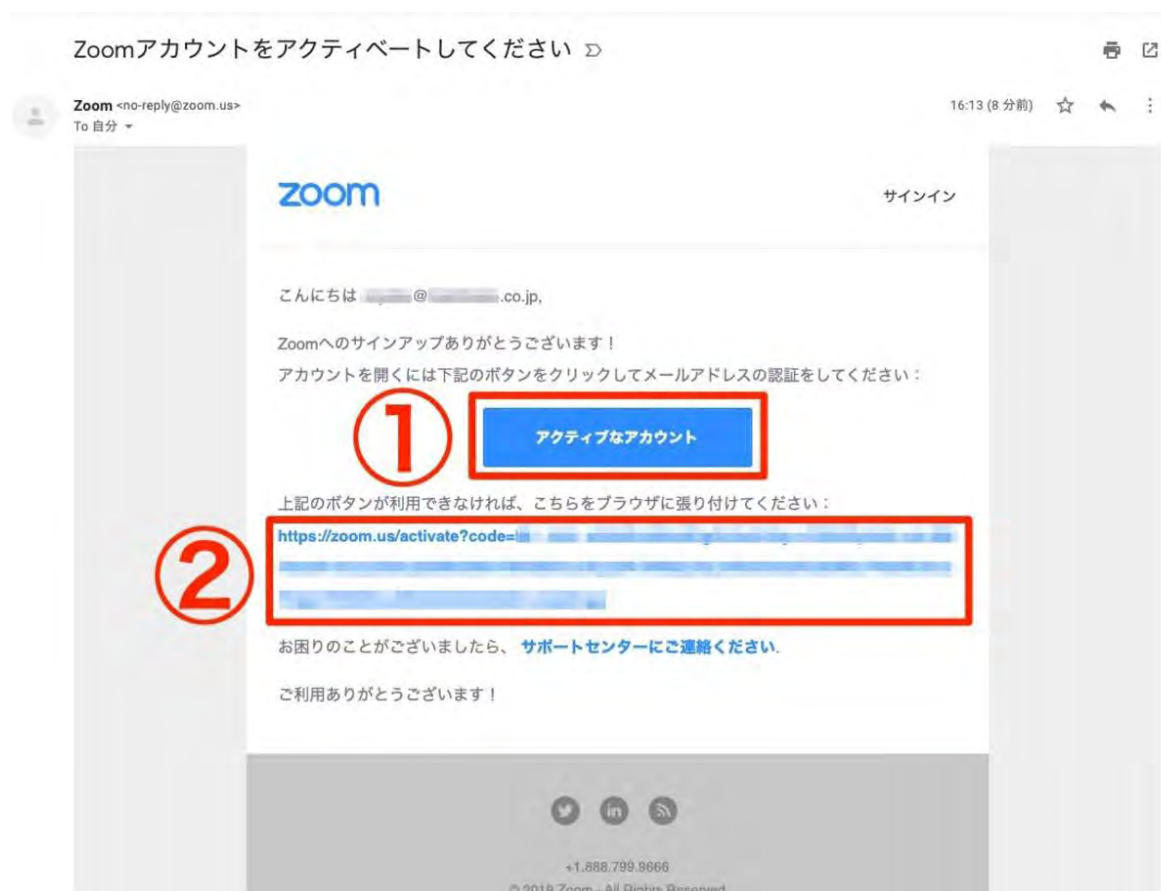 Zoomアカウントをアクティベートしてください
Zoom <no-reply@zoom.us>
16:13 (8 分前)
To 自分
zoom
サインイン
こんにちは @ .co.jp,
Zoomへのサインアップありがとうございます！
アカウントを開くには下記のボタンをクリックしてメールアドレスの認証をしてください：
①
アクティブなアカウント
上記のボタンが利用できなければ、こちらをブラウザに張り付けてください：
②
https://zoom.us/activate?code=
お困りのことがございましたら、 サポートセンターにご連絡ください.
ご利用ありがとうございます！
in
+1.888.799.9666
© 2019 Zoom - All Rights Reserved